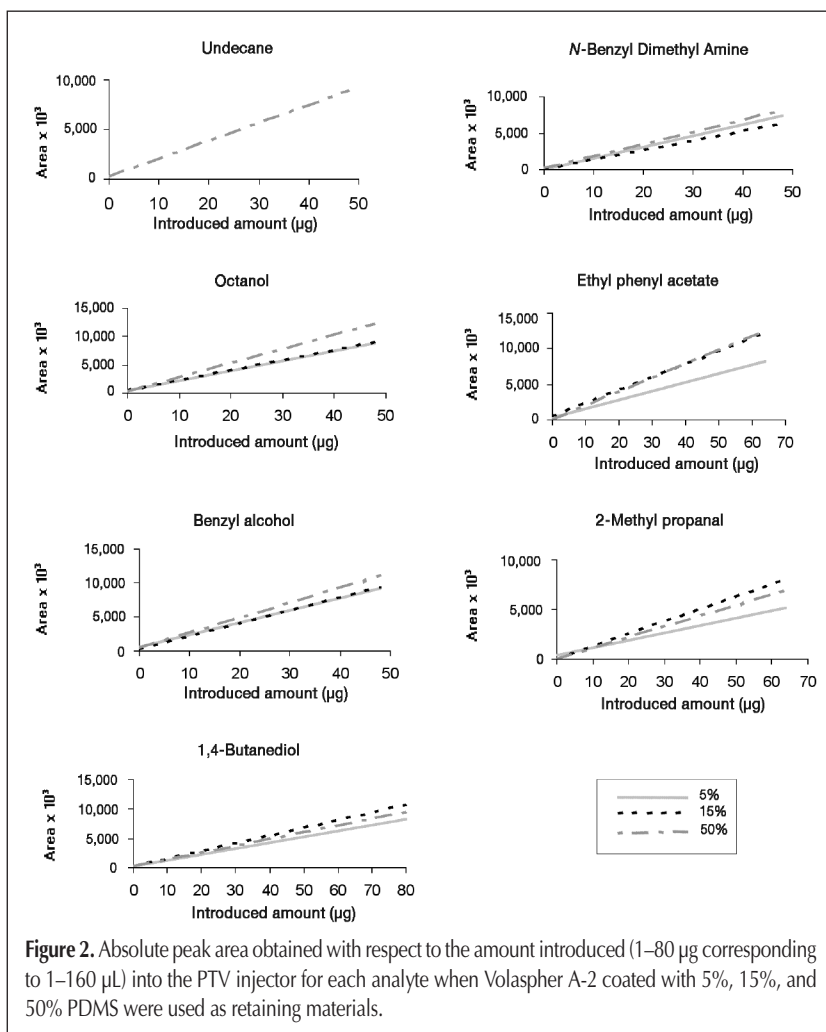 Undecane
Area x 10³
10,000
5,000
0
0 10 20 30 40 50
Introduced amount (µg)
N-Benzyl Dimethyl Amine
Area x 10³
10,000
5,000
0
0 10 20 30 40 50
Introduced amount (µg)
Octanol
Area x 10³
15,000
10,000
5,000
0
0 10 20 30 40 50
Introduced amount (µg)
Ethyl phenyl acetate
Area x 10³
15,000
10,000
5,000
0
0 10 20 30 40 50 60 70
Introduced amount (µg)
Benzyl alcohol
Area x 10³
15,000
10,000
5,000
0
0 10 20 30 40 50
Introduced amount (µg)
2-Methyl propanal
Area x 10³
10,000
5,000
0
0 10 20 30 40 50 60 70
Introduced amount (µg)
1,4-Butanediol
Area x 10³
15,000
10,000
5,000
0
0 10 20 30 40 50 60 70 80
Introduced amount (µg)
5%
15%
50%
Figure 2. Absolute peak area obtained with respect to the amount introduced (1–80 µg corresponding
to 1–160 µL) into the PTV injector for each analyte when Volaspher A-2 coated with 5%, 15%, and
50% PDMS were used as retaining materials.